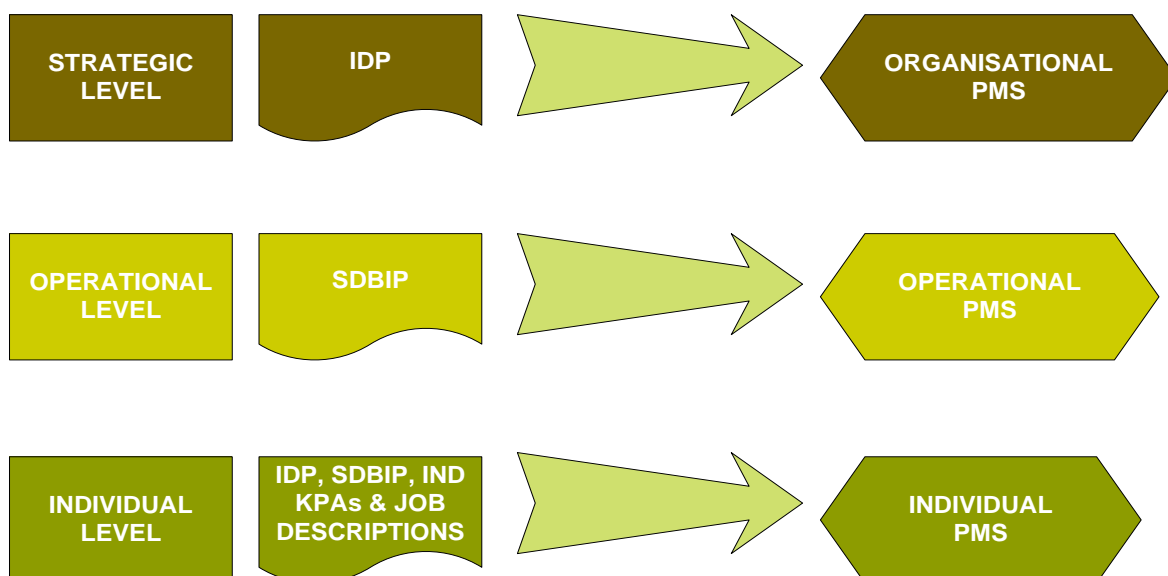 STRATEGIC
LEVEL
IDP
ORGANISATIONAL
PMS
OPERATIONAL
LEVEL
SDBIP
OPERATIONAL
PMS
INDIVIDUAL
LEVEL
IDP, SDBIP, IND
KPAs & JOB
DESCRIPTIONS
INDIVIDUAL
PMS